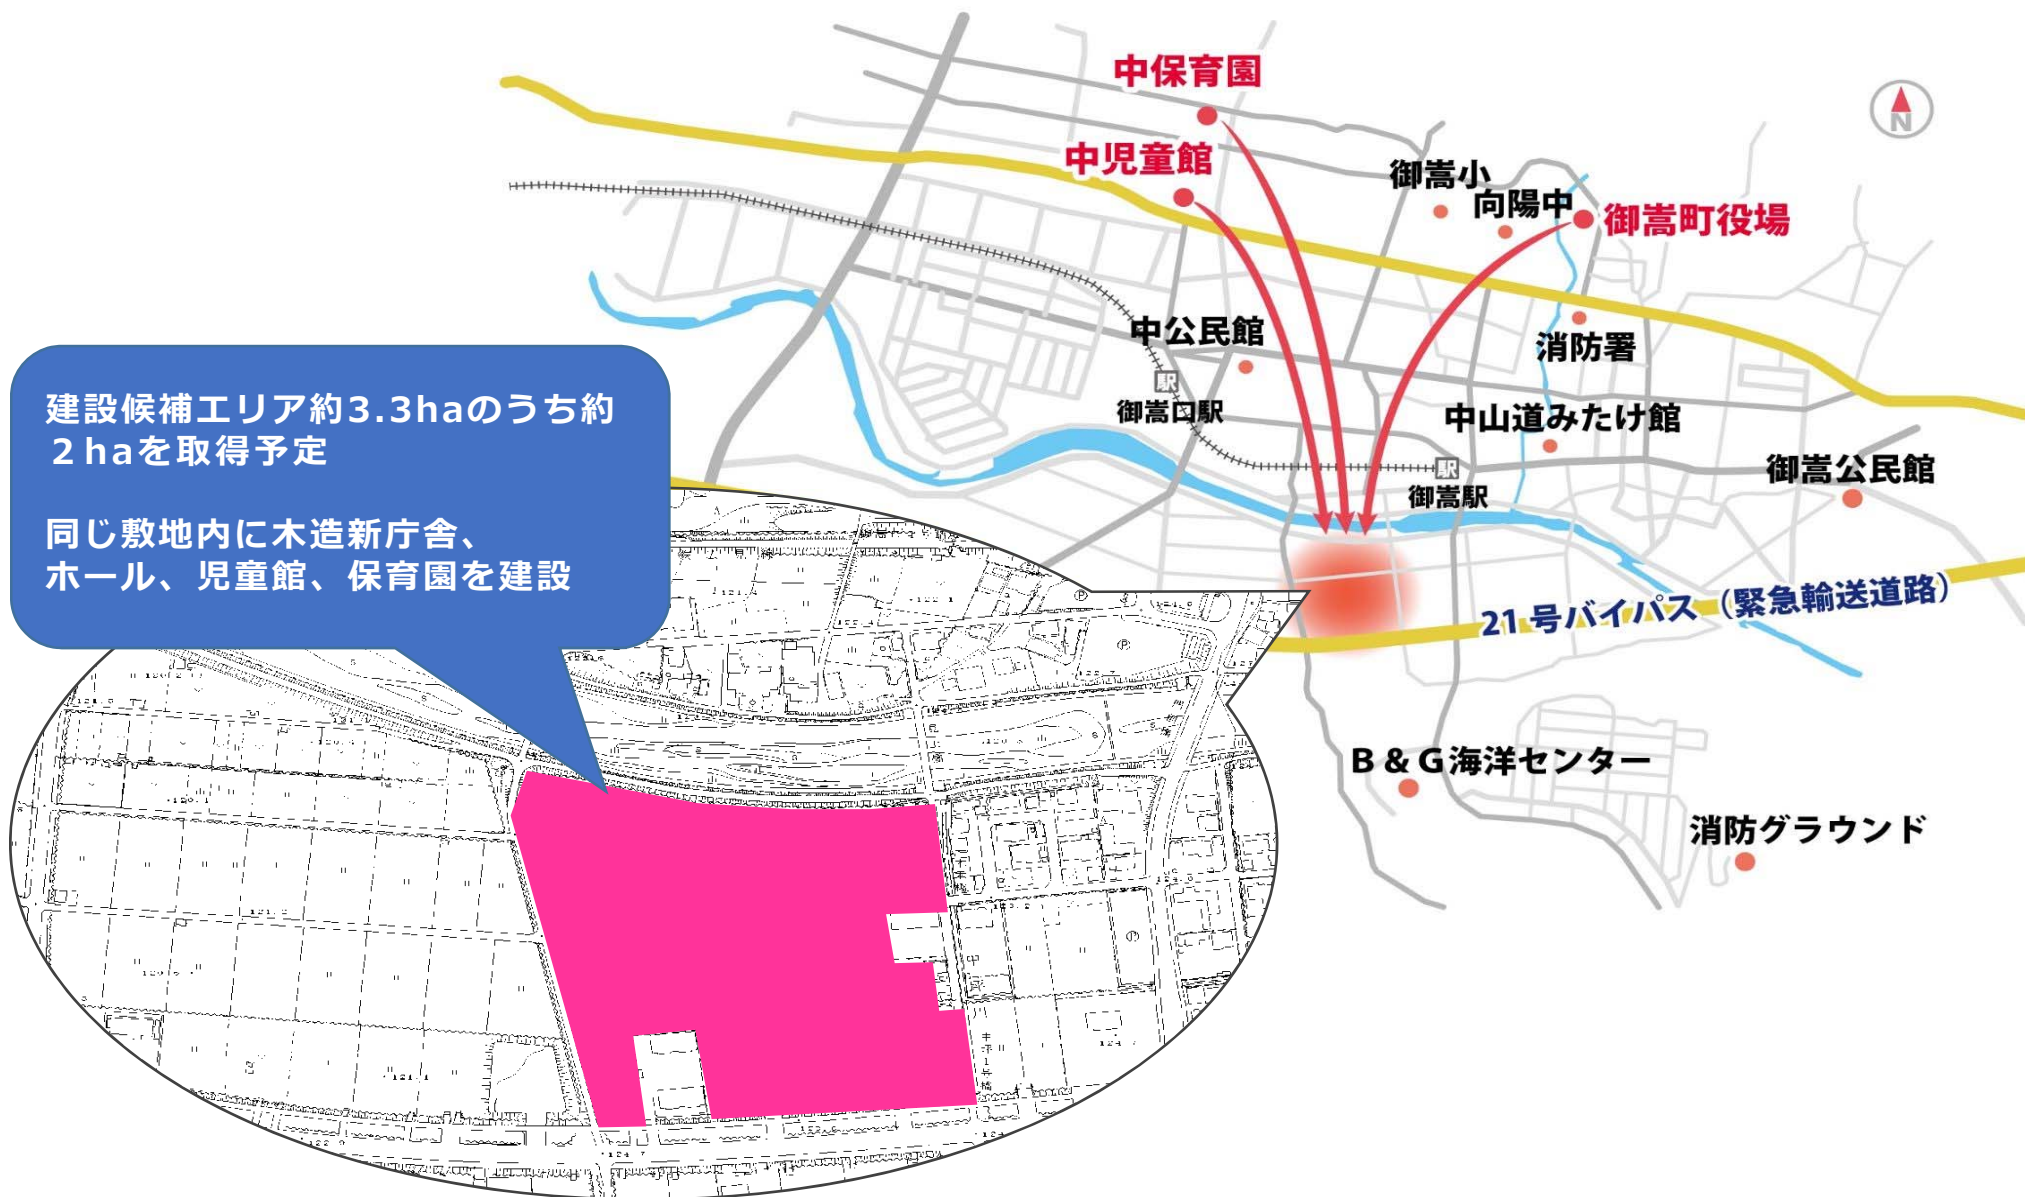 中保育園
中児童館
御嵩小
向陽中
御嵩町役場
N
中公民館
消防署
駅
御嵩口駅
中山道みたけ館
駅
御嵩駅
御嵩公民館
建設候補エリア約3.3haのうち約
２haを取得予定
同じ敷地内に木造新庁舎、
ホール、児童館、保育園を建設
21号バイパス（緊急輸送道路）
B＆G海洋センター
消防グラウンド
120.1
121.1